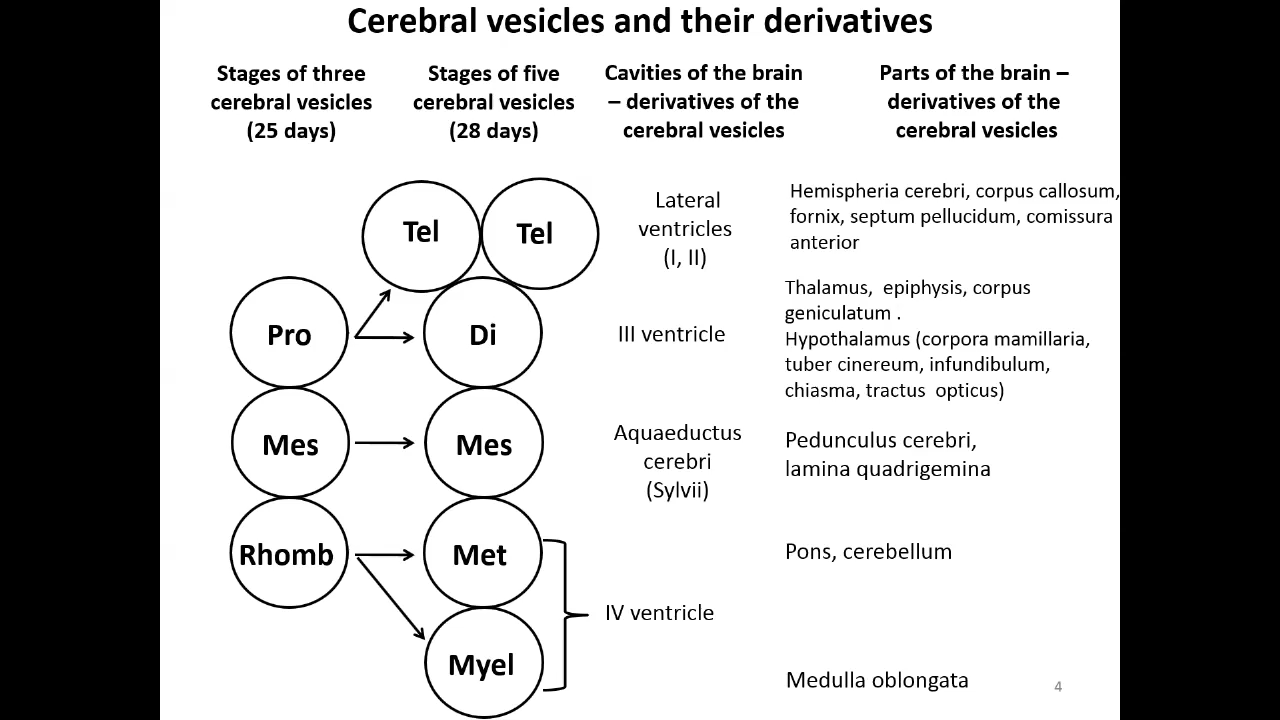 Cerebral vesicles and their derivatives
Stages of three
cerebral vesicles
(25 days)
Stages of five
cerebral vesicles
(28 days)
Cavities of the brain
– derivatives of the
cerebral vesicles
Parts of the brain –
derivatives of the
cerebral vesicles
Tel
Tel
Lateral
ventricles
(I, II)
Hemispheria cerebri, corpus callosum,
fornix, septum pellucidum, comissura
anterior
Pro
Di
III ventricle
Thalamus, epiphysis, corpus
geniculatum .
Hypothalamus (corpora mamillaria,
tuber cinereum, infundibulum,
chiasma, tractus opticus)
Mes
Mes
Aquaeductus
cerebri
(Sylvii)
Pedunculus cerebri,
lamina quadrigemina
Rhomb
Met
Pons, cerebellum
IV ventricle
Myel
Medulla oblongata
4